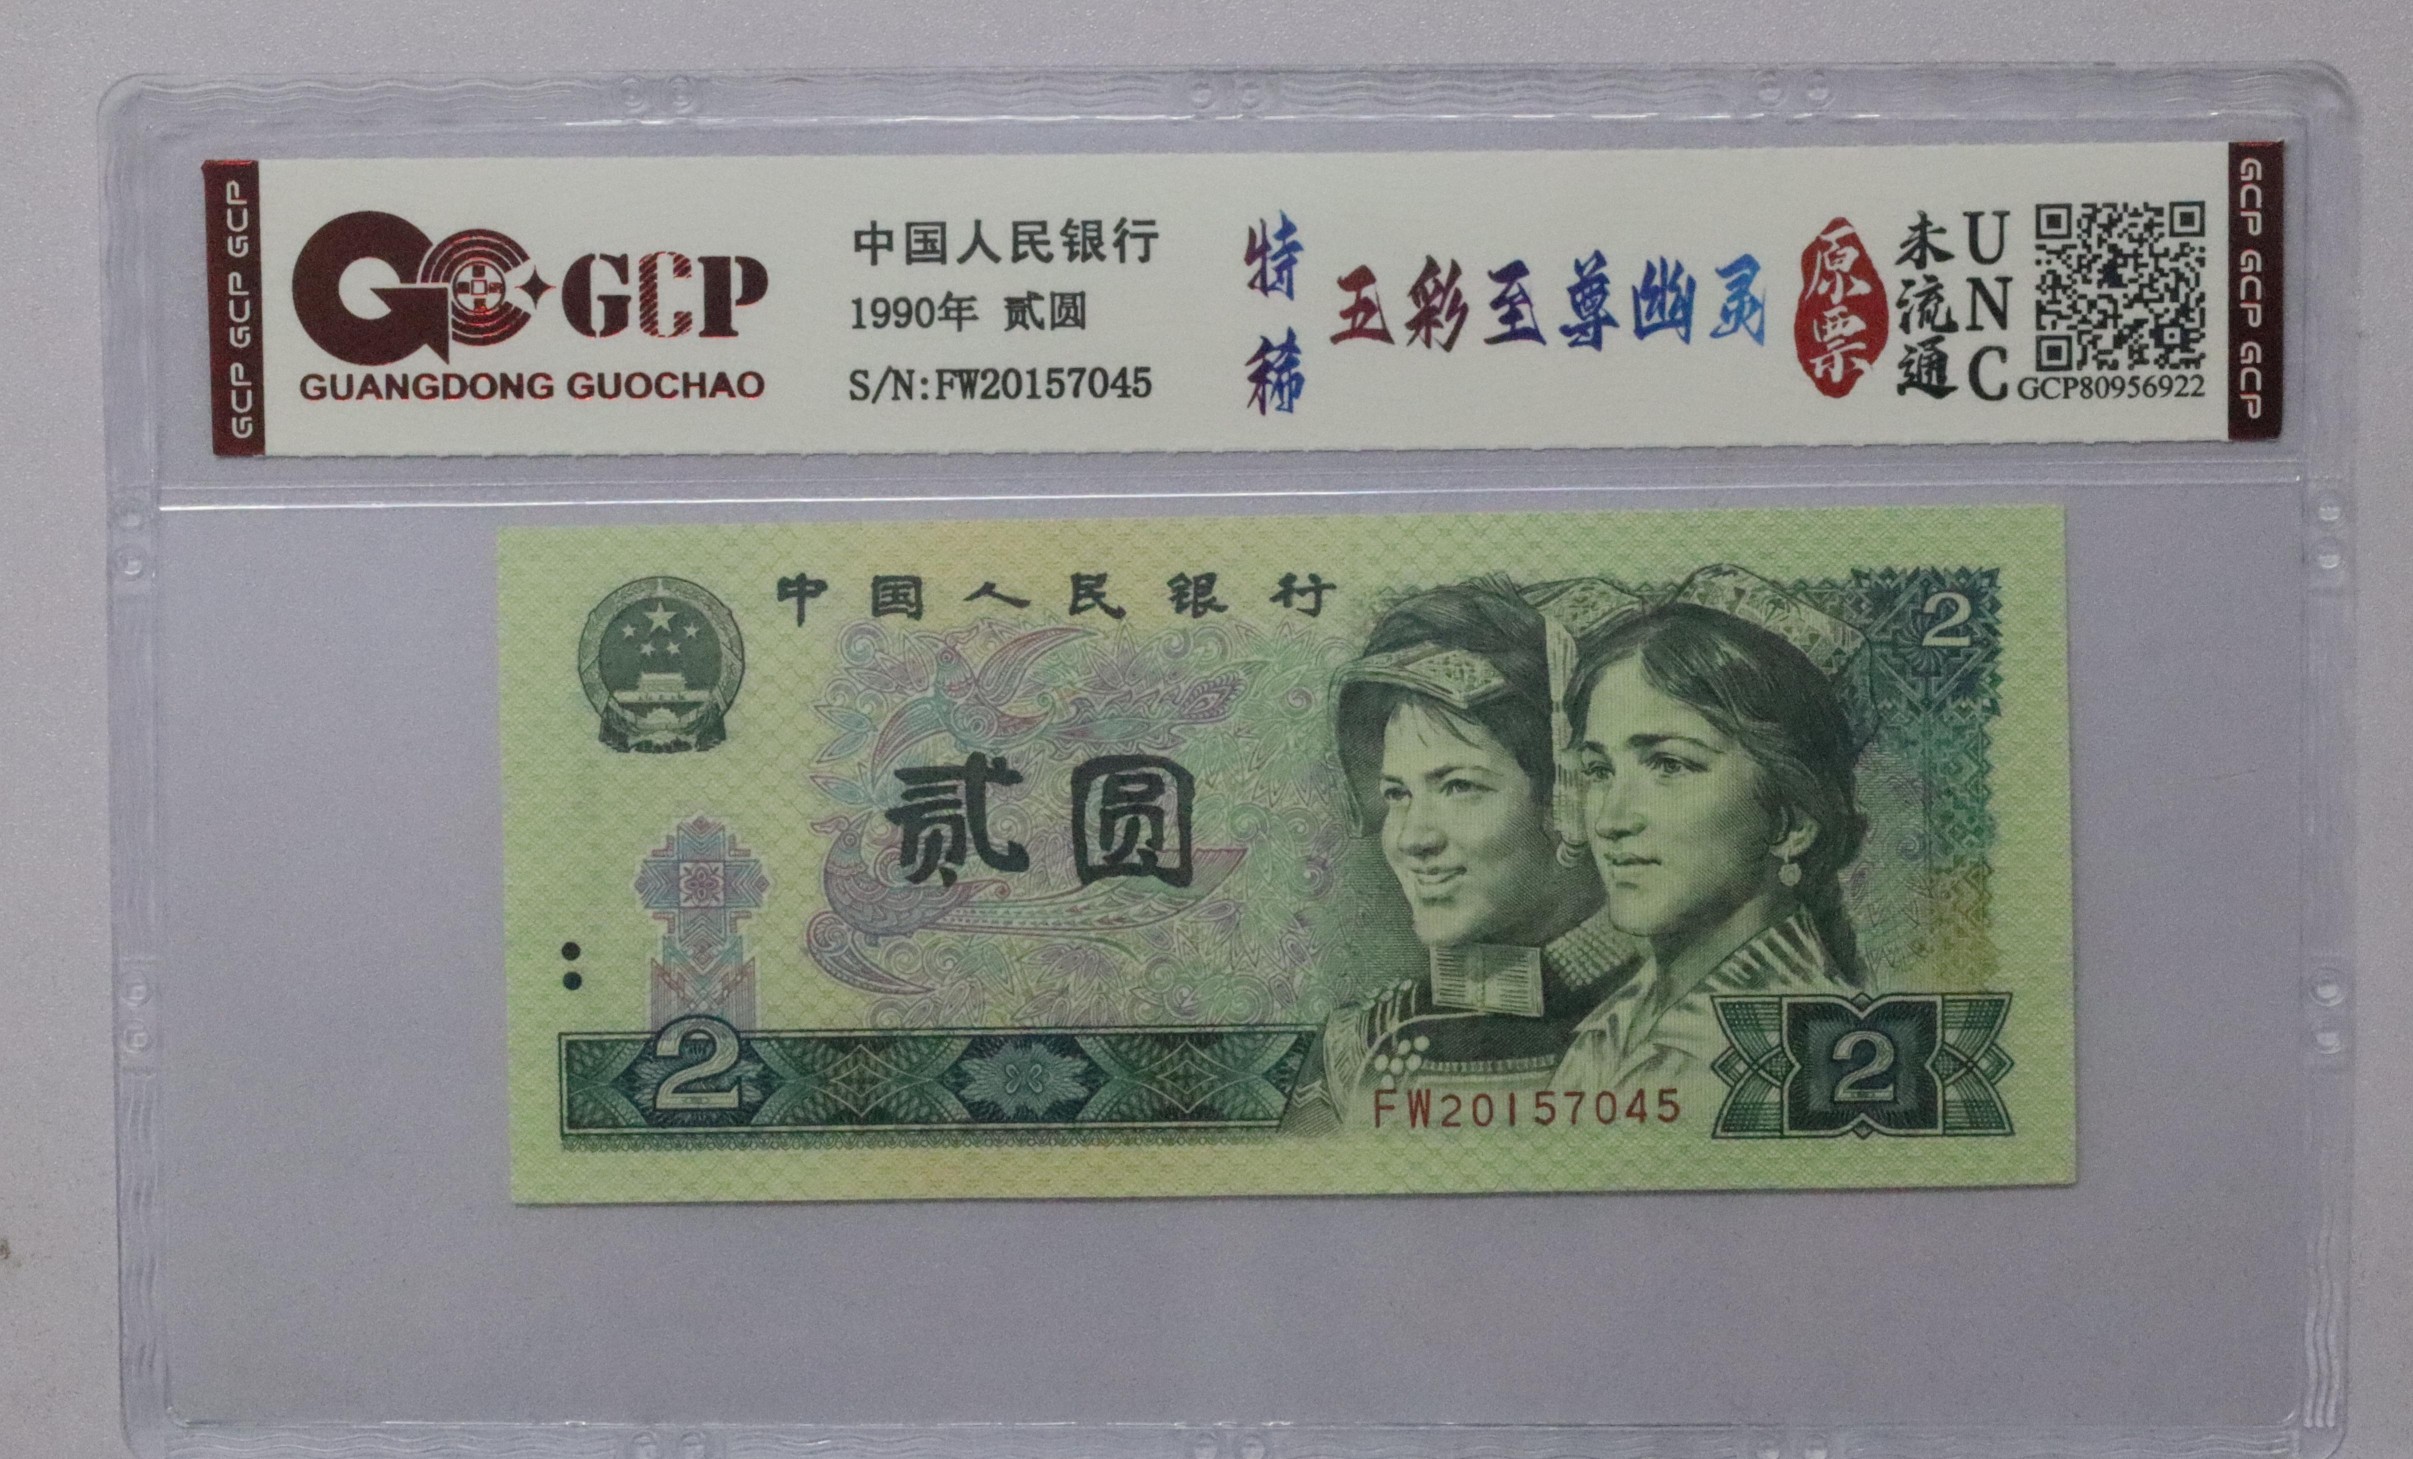 GCP GCP GCP
GCP
GUANGDONG GUOCHAO
中国人民银行
1990年 贰圆
S/N:FW20157045
特稀
五彩至尊幽灵
原票
未流通
UNC
GCP80956922
GCP GCP GCP
中国人民银行
2
贰圆
2
FW20157045
2